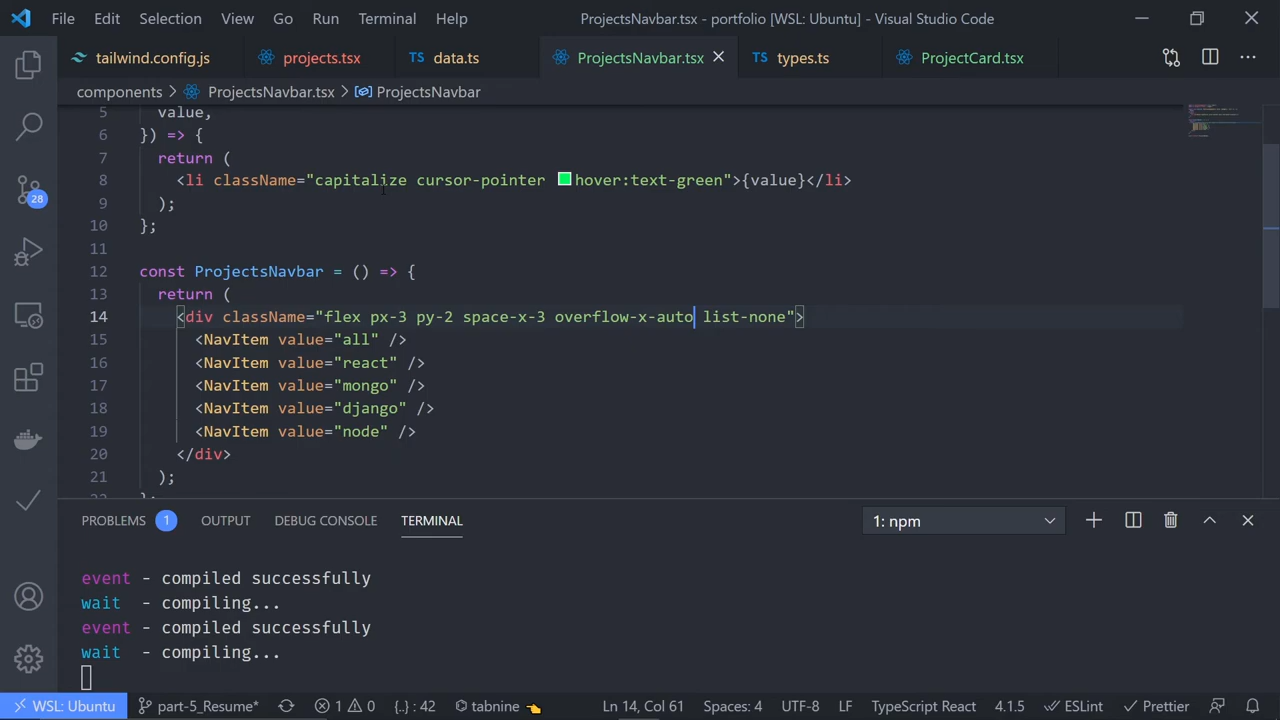 File Edit Selection View Go Run Terminal Help ProjectsNavbar.tsx - portfolio [WSL: Ubuntu] - Visual Studio Code
tailwind.config.js projects.tsx TS data.ts ProjectsNavbar.tsx TS types.ts ProjectCard.tsx
components > ProjectsNavbar.tsx > ProjectsNavbar
5 value,
6 }) => {
7 return (
8 <li className="capitalize cursor-pointer hover:text-green">{value}</li>
9 );
10 };
11
12 const ProjectsNavbar = () => {
13 return (
14 <div className="flex px-3 py-2 space-x-3 overflow-x-auto list-none">
15 <NavItem value="all" />
16 <NavItem value="react" />
17 <NavItem value="mongo" />
18 <NavItem value="django" />
19 <NavItem value="node" />
20 </div>
21 );
22 };
28
PROBLEMS 1 OUTPUT DEBUG CONSOLE TERMINAL 1: npm
event - compiled successfully
wait - compiling...
event - compiled successfully
wait - compiling...
WSL: Ubuntu part-5_Resume* 1 0 {..} : 42 tabnine Ln 14, Col 61 Spaces: 4 UTF-8 LF TypeScript React 4.1.5 ESLint Prettier